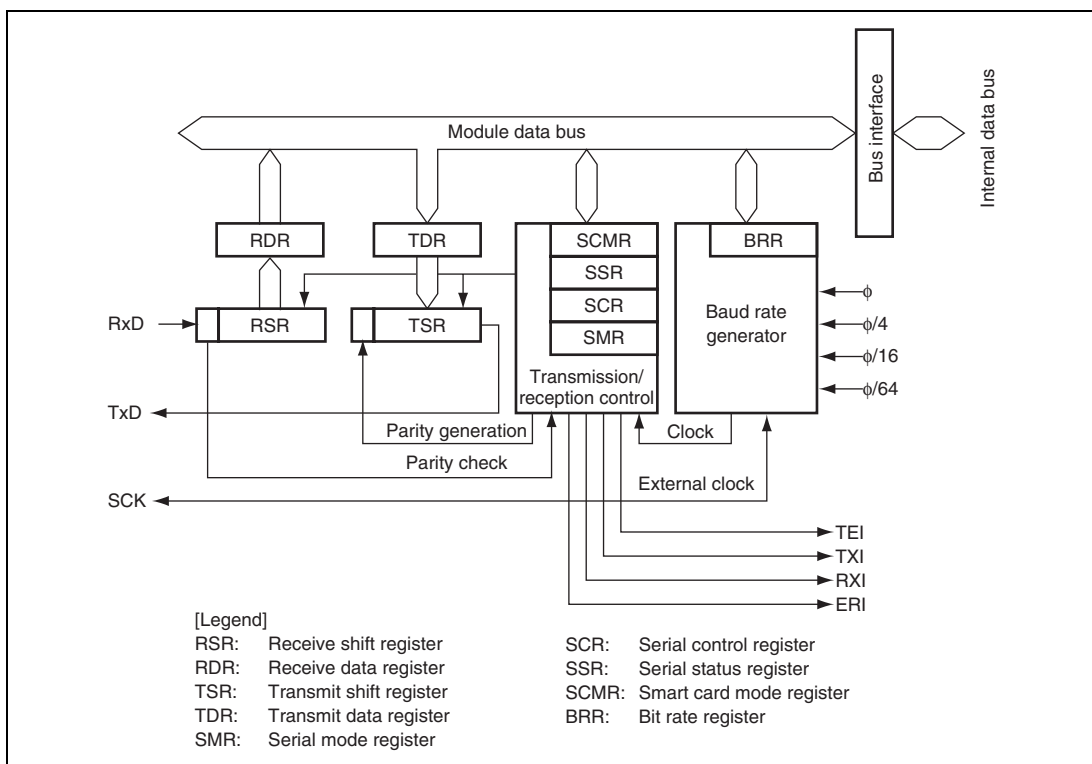 Module data bus
Bus interface
Internal data bus
RDR
TDR
SCMR
BRR
SSR
SCR
SMR
RxD
RSR
TSR
Baud rate
generator
ϕ
ϕ/4
ϕ/16
ϕ/64
Transmission/
reception control
TxD
Parity generation
Clock
Parity check
SCK
External clock
TEI
TXI
RXI
ERI
[Legend]
RSR: Receive shift register
RDR: Receive data register
TSR: Transmit shift register
TDR: Transmit data register
SMR: Serial mode register
SCR: Serial control register
SSR: Serial status register
SCMR: Smart card mode register
BRR: Bit rate register